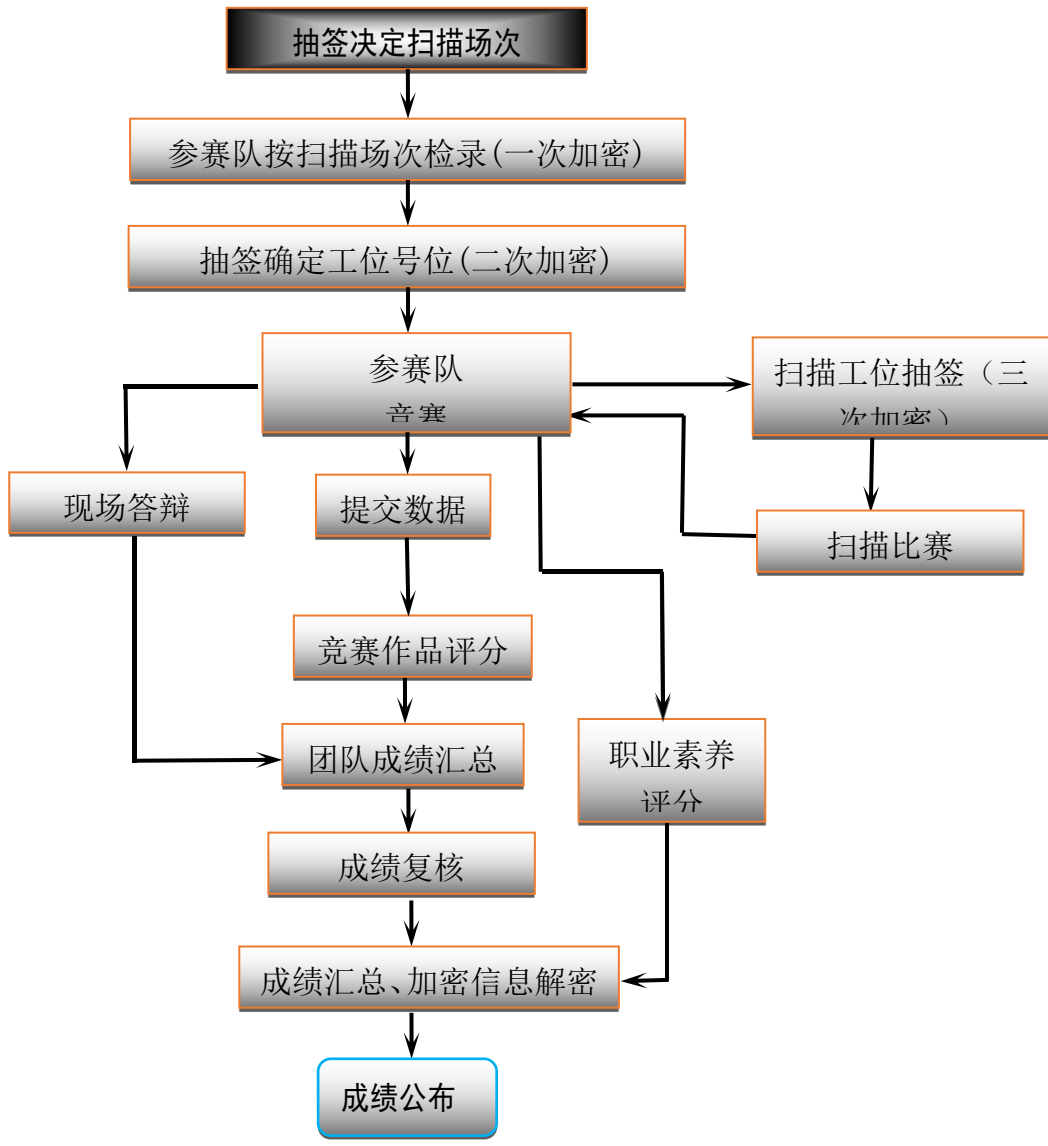 抽签决定扫描场次
参赛队按扫描场次检录(一次加密)
抽签确定工位号位(二次加密)
参赛队
竞赛
扫描工位抽签（三
次加密）
现场答辩
提交数据
扫描比赛
竞赛作品评分
团队成绩汇总
职业素养
评分
成绩复核
成绩汇总、加密信息解密
成绩公布